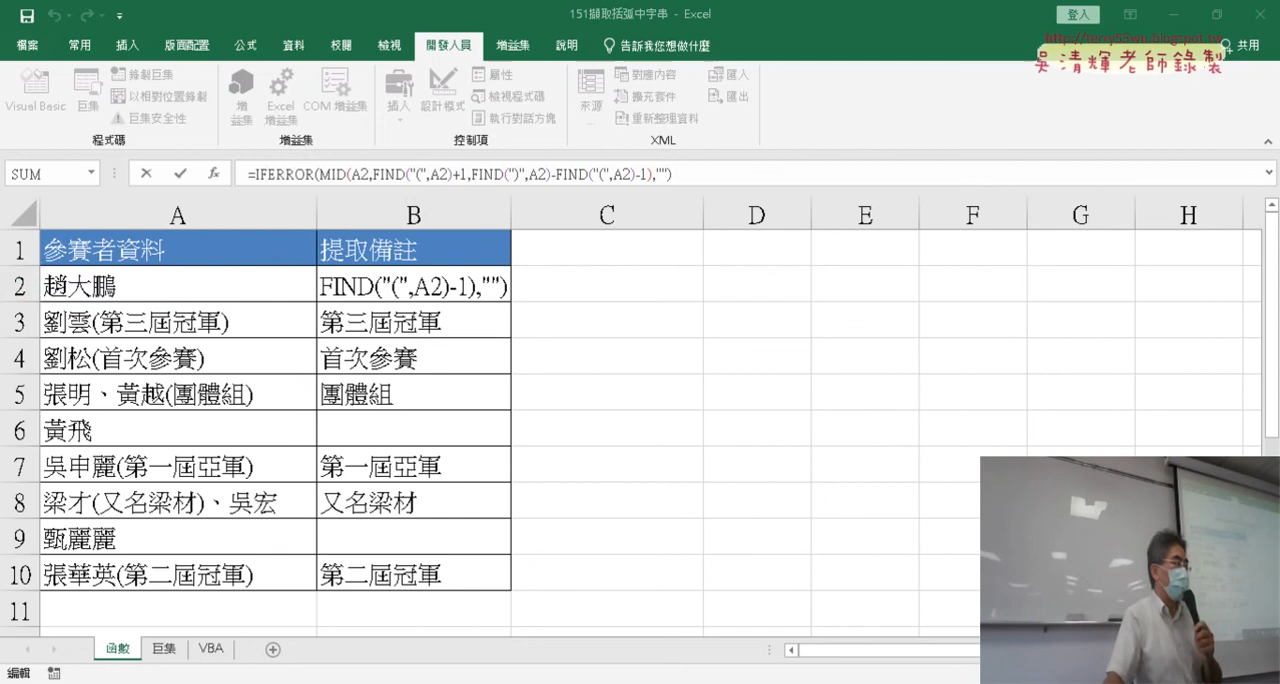 151擷取括弧中字串 - Excel
登入
檔案 常用 插入 版面配置 公式 資料 校閱 檢視 開發人員 增益集 說明 告訴我您想做什麼 共用
http://terry55wu.blogspot.tw
吳清輝老師錄製
Visual Basic
巨集
錄製巨集
以相對位置錄製
巨集安全性
程式碼
增益集
Excel 增益集
COM 增益集
增益集
插入
設計模式
屬性
檢視程式碼
執行對話方塊
控制項
來源
對應內容
擴充套件
重新整理資料
匯入
匯出
XML
SUM
fx
=IFERROR(MID(A2,FIND("(",A2)+1,FIND(")",A2)-FIND("(",A2)-1),"")
A B C D E F G H
1 參賽者資料 提取備註
2 趙大鵬 FIND("(",A2)-1),"")
3 劉雲(第三屆冠軍) 第三屆冠軍
4 劉松(首次參賽) 首次參賽
5 張明、黃越(團體組) 團體組
6 黃飛
7 吳申麗(第一屆亞軍) 第一屆亞軍
8 梁才(又名梁材)、吳宏 又名梁材
9 甄麗麗
10 張華英(第二屆冠軍) 第二屆冠軍
11
函數 巨集 VBA
編輯